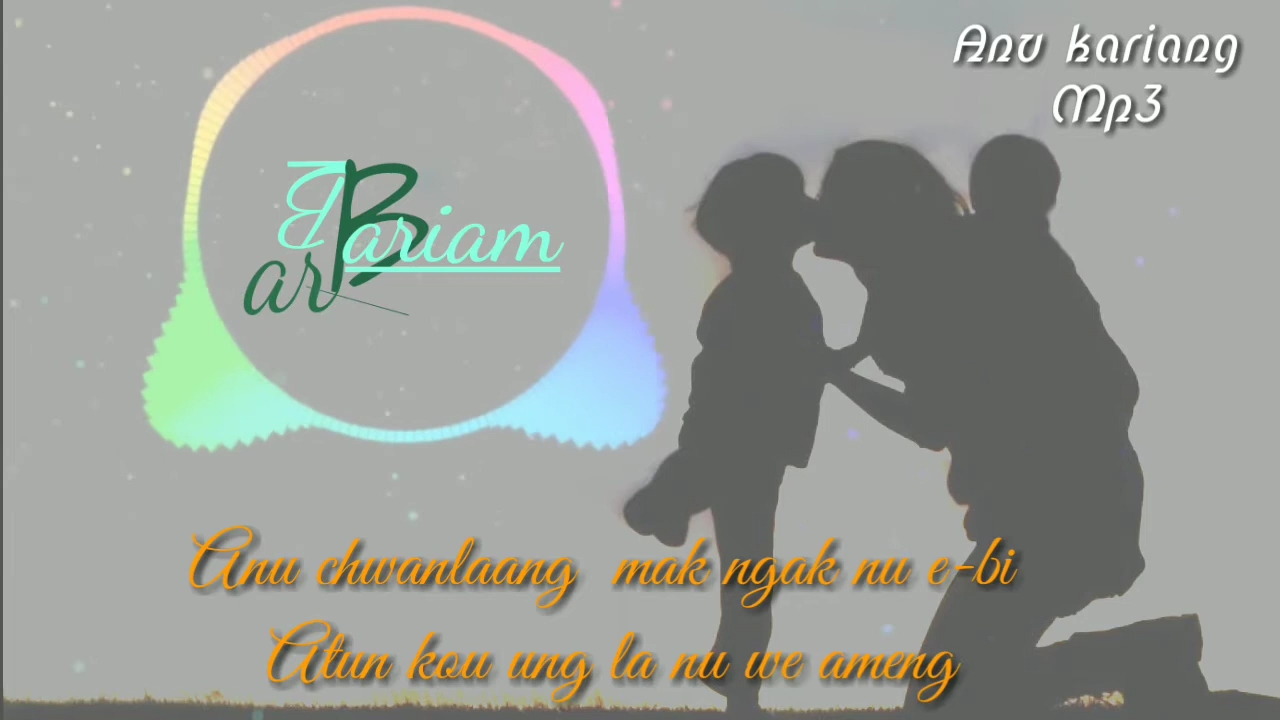 Anu kariang
Mp3
Bariam
ar
Anu chwanlaang mak ngak nu e-bi
Atun kou ung la nu we ameng